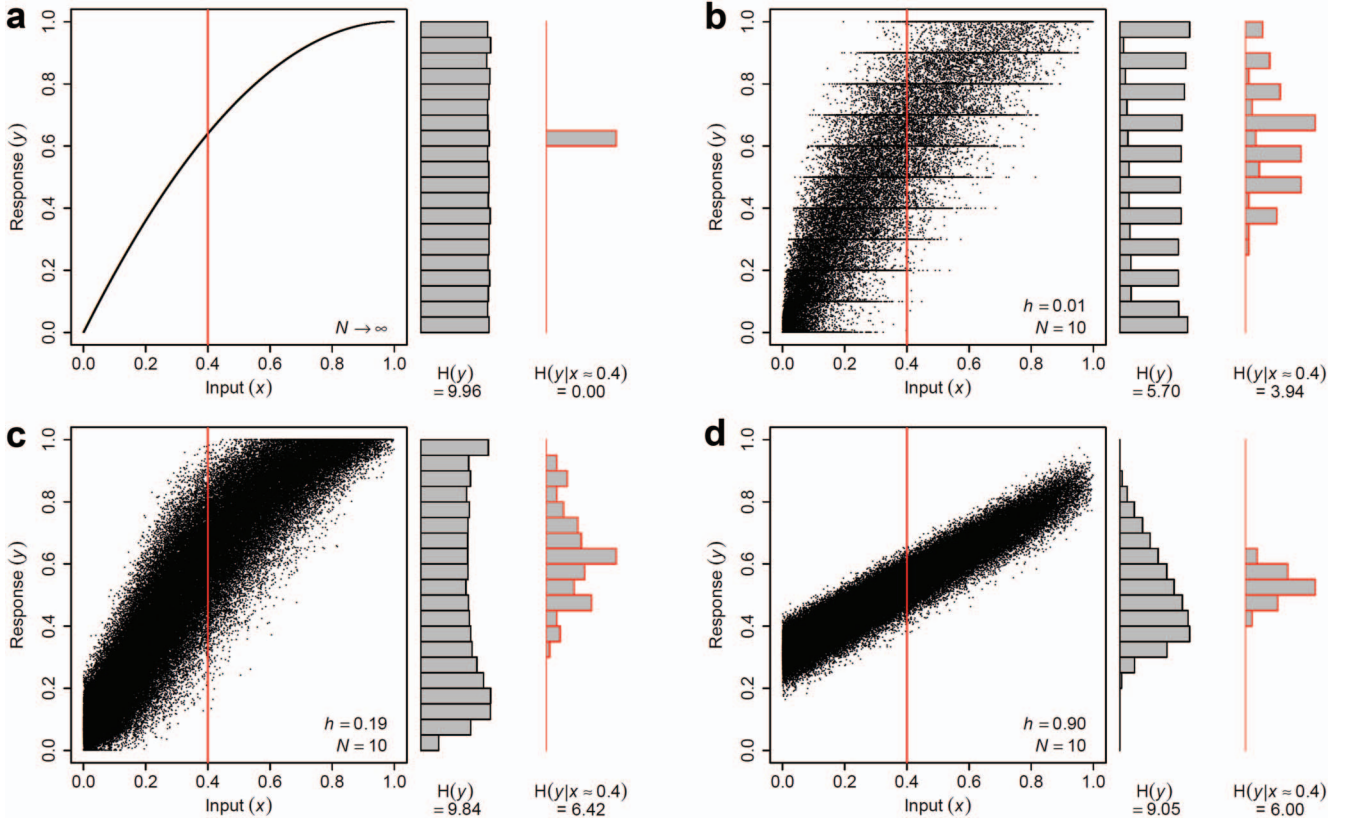 a
Response (y)
1.0
0.8
0.6
0.4
0.2
0.0
N → ∞
0.0 0.2 0.4 0.6 0.8 1.0
Input (x)
H(y)
= 9.96
H(y|x ≈ 0.4)
= 0.00
b
Response (y)
1.0
0.8
0.6
0.4
0.2
0.0
h = 0.01
N = 10
0.0 0.2 0.4 0.6 0.8 1.0
Input (x)
H(y)
= 5.70
H(y|x ≈ 0.4)
= 3.94
c
Response (y)
1.0
0.8
0.6
0.4
0.2
0.0
h = 0.19
N = 10
0.0 0.2 0.4 0.6 0.8 1.0
Input (x)
H(y)
= 9.84
H(y|x ≈ 0.4)
= 6.42
d
Response (y)
1.0
0.8
0.6
0.4
0.2
0.0
h = 0.90
N = 10
0.0 0.2 0.4 0.6 0.8 1.0
Input (x)
H(y)
= 9.05
H(y|x ≈ 0.4)
= 6.00